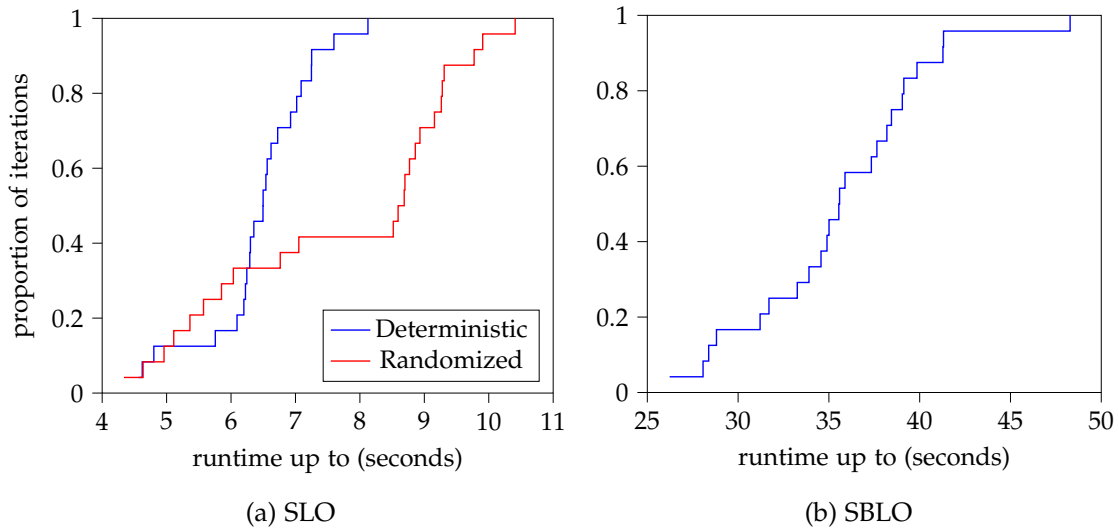 proportion of iterations
1
0.8
0.6
0.4
0.2
0
4 5 6 7 8 9 10 11
runtime up to (seconds)
Deterministic
Randomized
(a) SLO
1
0.8
0.6
0.4
0.2
0
25 30 35 40 45 50
runtime up to (seconds)
(b) SBLO